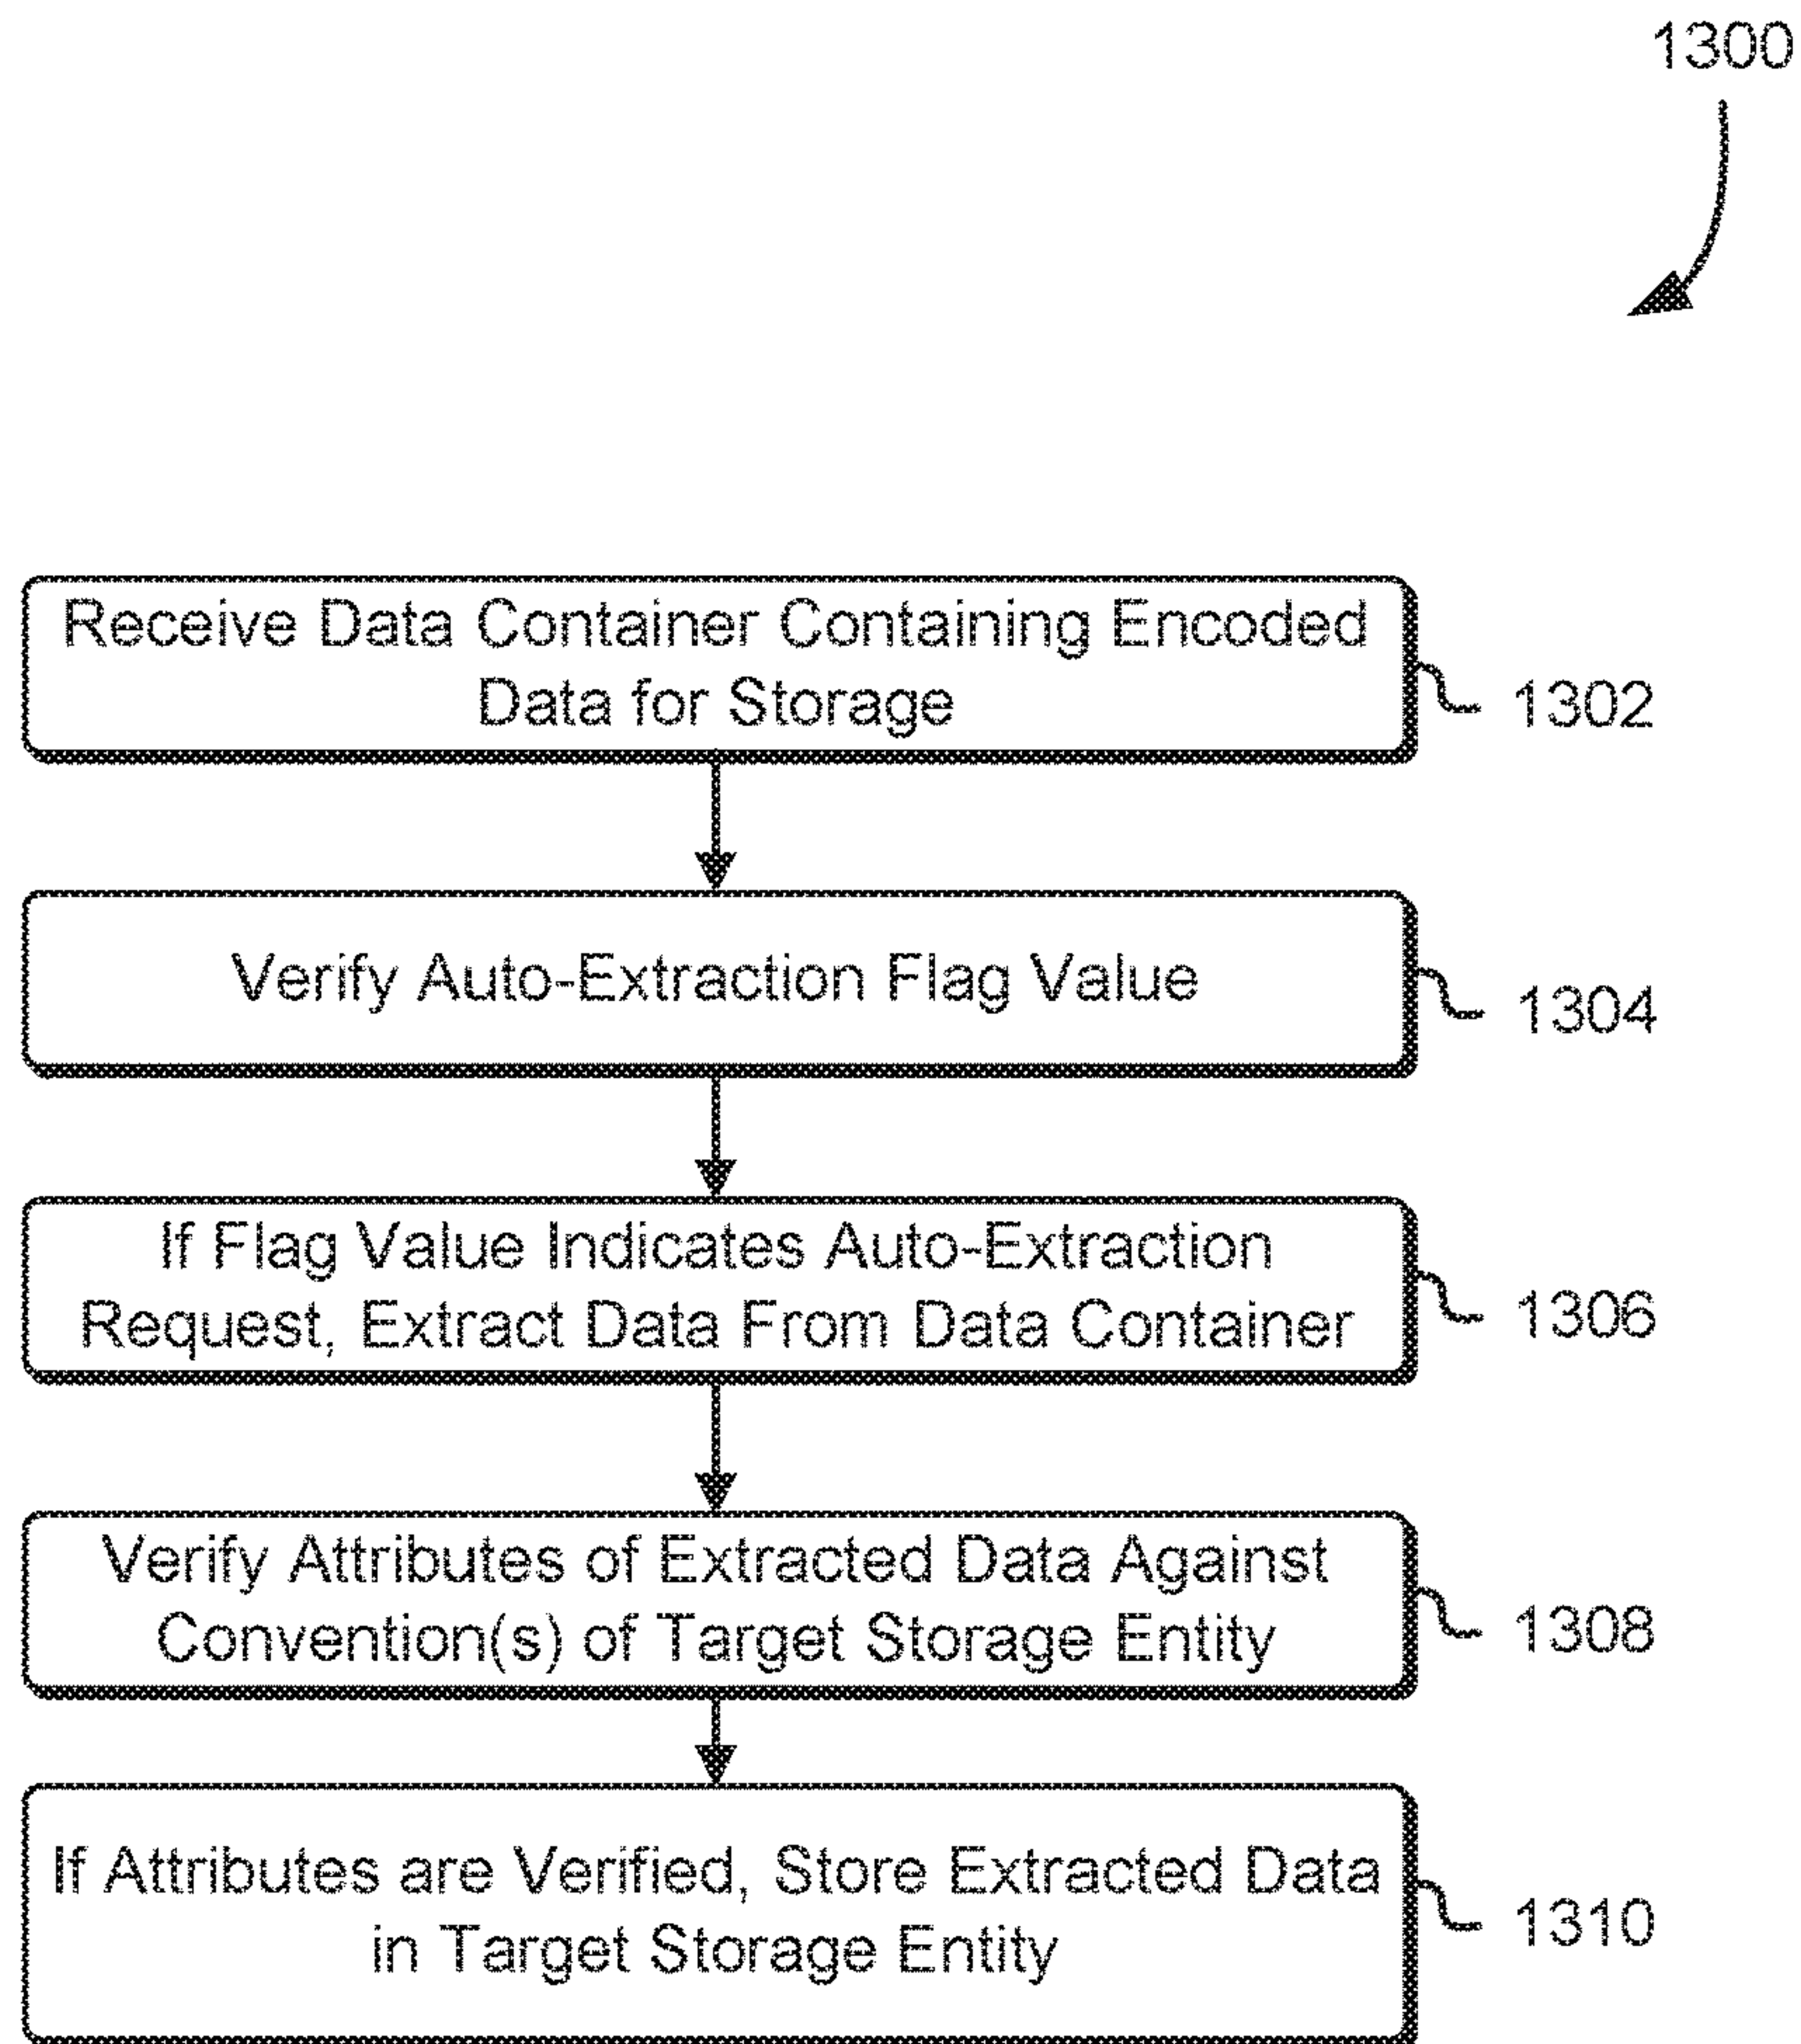 1300
Receive Data Container Containing Encoded
Data for Storage
1302
Verify Auto-Extraction Flag Value
1304
If Flag Value Indicates Auto-Extraction
Request, Extract Data From Data Container
1306
Verify Attributes of Extracted Data Against
Convention(s) of Target Storage Entity
1308
If Attributes are Verified, Store Extracted Data
in Target Storage Entity
1310